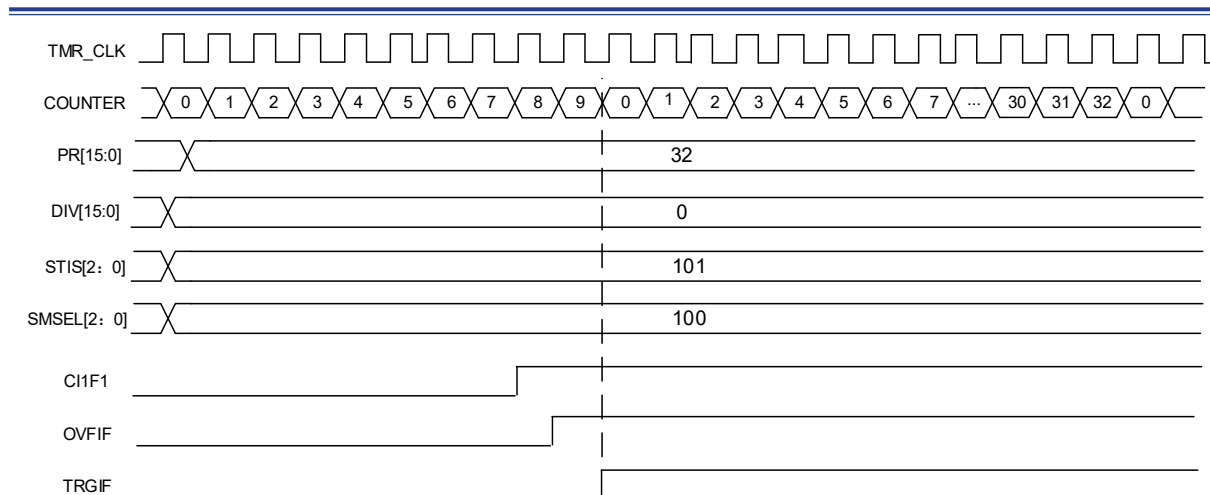 TMR_CLK
COUNTER 0 1 2 3 4 5 6 7 8 9 0 1 2 3 4 5 6 7 ... 30 31 32 0
PR[15:0] 32
DIV[15:0] 0
STIS[2：0] 101
SMSEL[2：0] 100
CI1F1
OVFIF
TRGIF